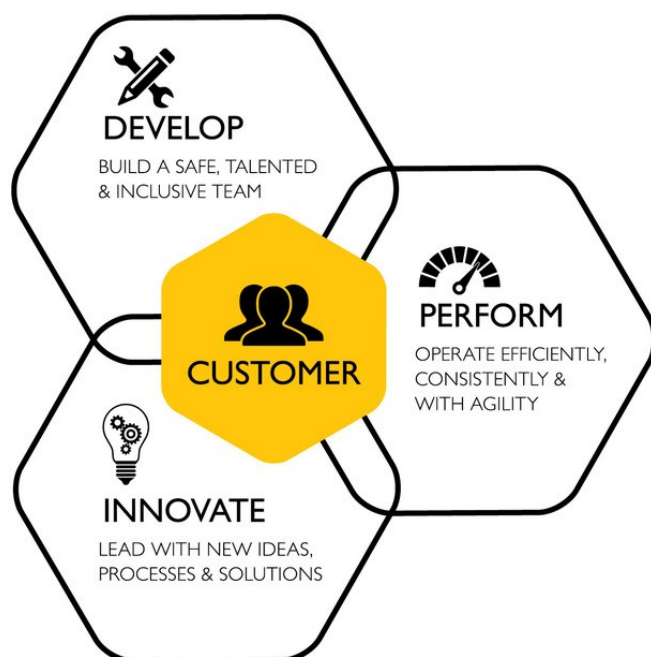 DEVELOP
BUILD A SAFE, TALENTED
& INCLUSIVE TEAM
CUSTOMER
PERFORM
OPERATE EFFICIENTLY,
CONSISTENTLY &
WITH AGILITY
INNOVATE
LEAD WITH NEW IDEAS,
PROCESSES & SOLUTIONS